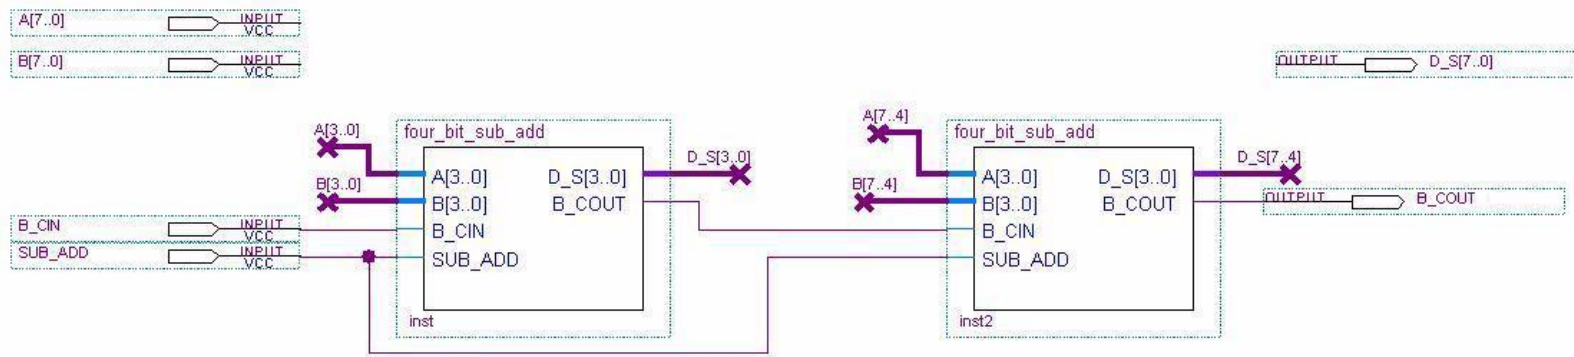 A[7..0] INPUT VCC
B[7..0] INPUT VCC
OUTPUT D_S[7..0]
A[3..0]
four_bit_sub_add
D_S[3..0]
B[3..0]
A[3..0] D_S[3..0]
B[3..0] B_COUT
B_CIN
SUB_ADD
inst
B_CIN INPUT VCC
SUB_ADD INPUT VCC
A[7..4]
four_bit_sub_add
D_S[7..4]
B[7..4]
A[3..0] D_S[3..0]
B[3..0] B_COUT
B_CIN
SUB_ADD
inst2
OUTPUT B_COUT